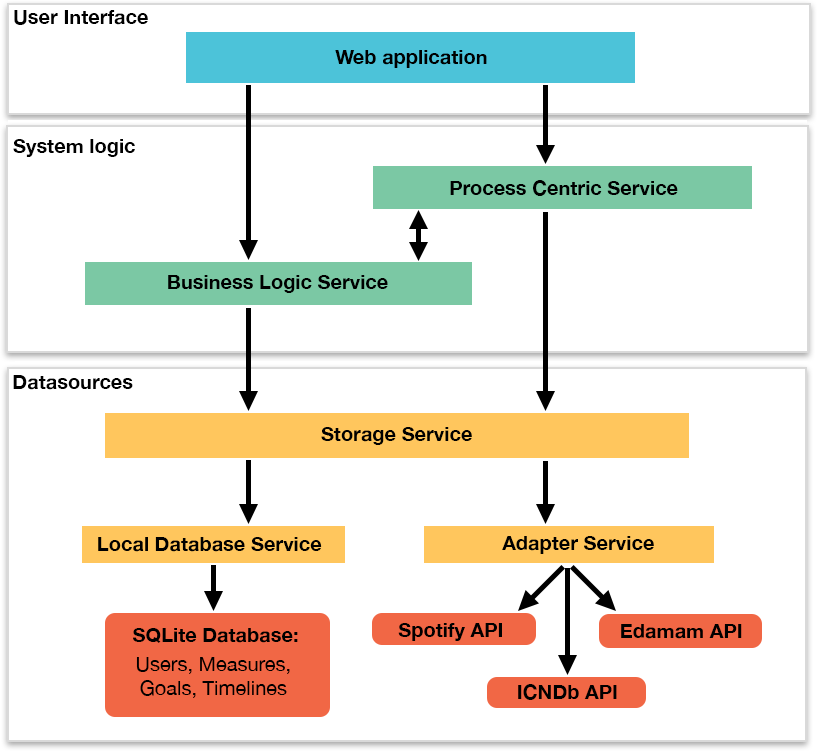 User Interface
Web application
System logic
Process Centric Service
Business Logic Service
Datasources
Storage Service
Local Database Service
Adapter Service
SQLite Database:
Users, Measures,
Goals, Timelines
Spotify API
Edamam API
ICNDb API